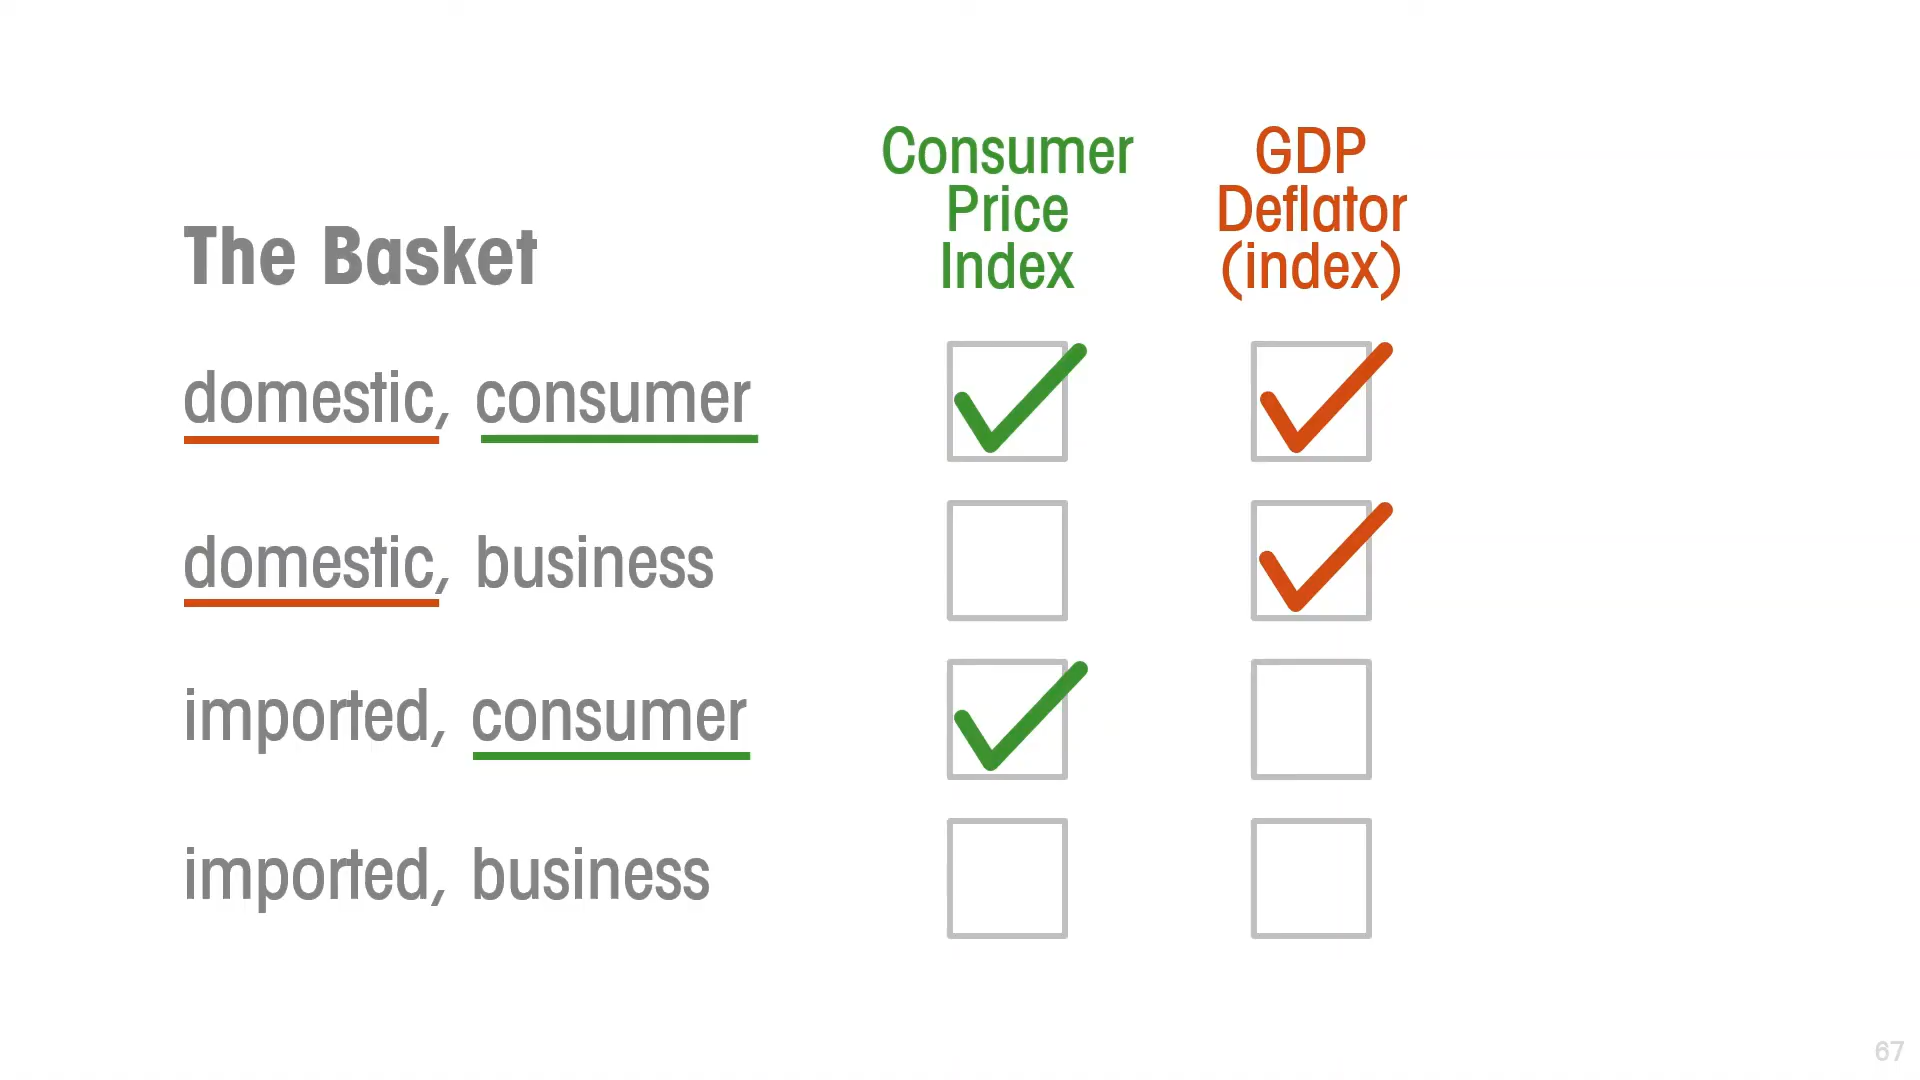 The Basket
Consumer
Price
Index
GDP
Deflator
(index)
domestic, consumer
domestic, business
imported, consumer
imported, business
67